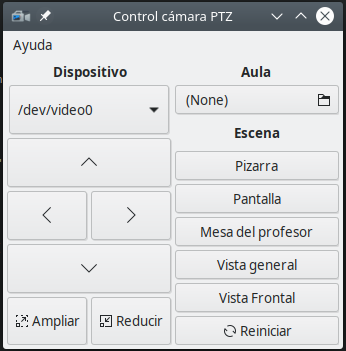 Control cámara PTZ
Ayuda
Dispositivo
/dev/video0
Ampliar
Reducir
Aula
(None)
Escena
Pizarra
Pantalla
Mesa del profesor
Vista general
Vista Frontal
Reiniciar